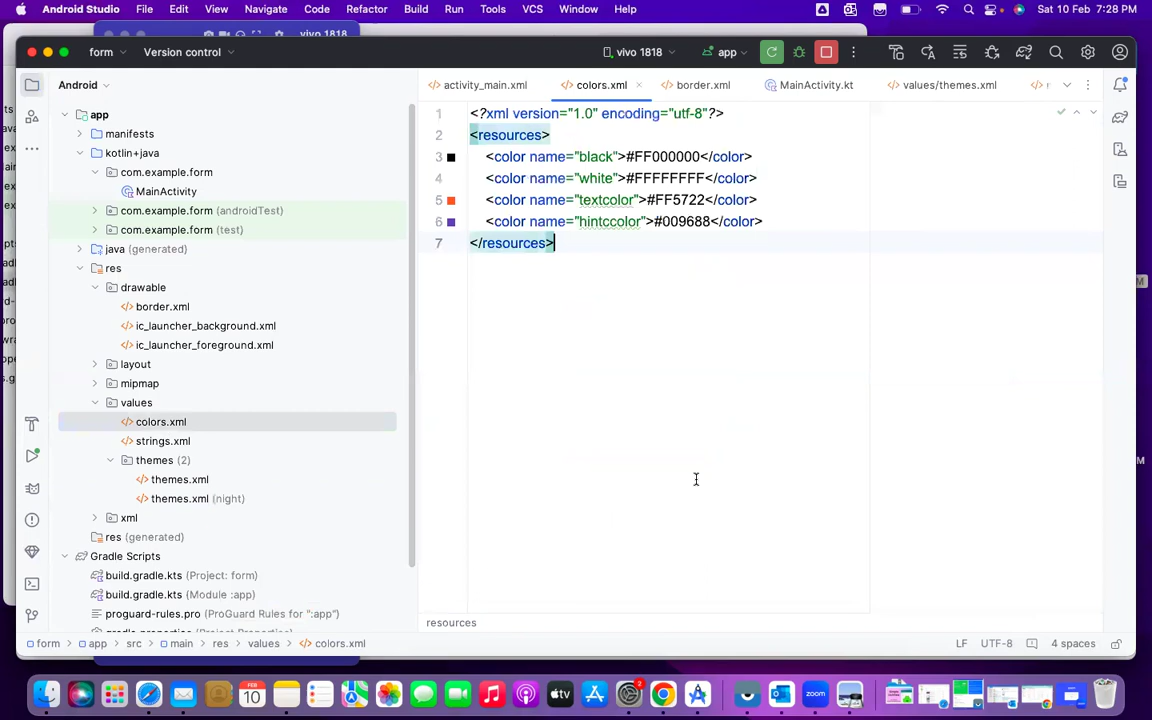 Android Studio File Edit View Navigate Code Refactor Build Run Tools VCS Window Help Sat 10 Feb 7:28 PM
vivo 1818
form Version control vivo 1818 app
Android activity_main.xml colors.xml border.xml MainActivity.kt values/themes.xml
app
manifests
kotlin+java
com.example.form
MainActivity
com.example.form (androidTest)
com.example.form (test)
java (generated)
res
drawable
border.xml
ic_launcher_background.xml
ic_launcher_foreground.xml
layout
mipmap
values
colors.xml
strings.xml
themes (2)
themes.xml
themes.xml (night)
xml
res (generated)
Gradle Scripts
build.gradle.kts (Project: form)
build.gradle.kts (Module :app)
proguard-rules.pro (ProGuard Rules for ":app")
1 <?xml version="1.0" encoding="utf-8"?>
2 <resources>
3 <color name="black">#FF000000</color>
4 <color name="white">#FFFFFFFF</color>
5 <color name="textcolor">#FF5722</color>
6 <color name="hintccolor">#009688</color>
7 </resources>
resources
form app src main res values colors.xml LF UTF-8 4 spaces
FEB
10
tv
2
zoom